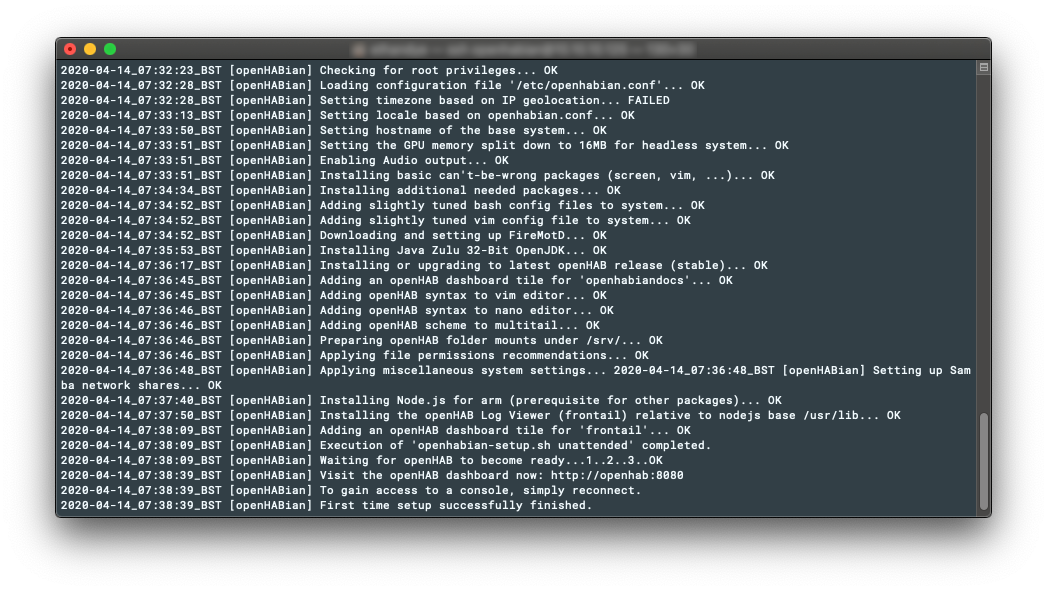 2020-04-14_07:32:23_BST [openHABian] Checking for root privileges... OK
2020-04-14_07:32:28_BST [openHABian] Loading configuration file '/etc/openhabian.conf'... OK
2020-04-14_07:32:28_BST [openHABian] Setting timezone based on IP geolocation... FAILED
2020-04-14_07:33:13_BST [openHABian] Setting locale based on openhabian.conf... OK
2020-04-14_07:33:50_BST [openHABian] Setting hostname of the base system... OK
2020-04-14_07:33:51_BST [openHABian] Setting the GPU memory split down to 16MB for headless system... OK
2020-04-14_07:33:51_BST [openHABian] Enabling Audio output... OK
2020-04-14_07:33:51_BST [openHABian] Installing basic can't-be-wrong packages (screen, vim, ...)... OK
2020-04-14_07:34:34_BST [openHABian] Installing additional needed packages... OK
2020-04-14_07:34:52_BST [openHABian] Adding slightly tuned bash config files to system... OK
2020-04-14_07:34:52_BST [openHABian] Adding slightly tuned vim config file to system... OK
2020-04-14_07:34:52_BST [openHABian] Downloading and setting up FireMotD... OK
2020-04-14_07:35:53_BST [openHABian] Installing Java Zulu 32-Bit OpenJDK... OK
2020-04-14_07:36:17_BST [openHABian] Installing or upgrading to latest openHAB release (stable)... OK
2020-04-14_07:36:45_BST [openHABian] Adding an openHAB dashboard tile for 'openhabiandocs'... OK
2020-04-14_07:36:45_BST [openHABian] Adding openHAB syntax to vim editor... OK
2020-04-14_07:36:46_BST [openHABian] Adding openHAB syntax to nano editor... OK
2020-04-14_07:36:46_BST [openHABian] Adding openHAB scheme to multitail... OK
2020-04-14_07:36:46_BST [openHABian] Preparing openHAB folder mounts under /srv/... OK
2020-04-14_07:36:46_BST [openHABian] Applying file permissions recommendations... OK
2020-04-14_07:36:48_BST [openHABian] Applying miscellaneous system settings... 2020-04-14_07:36:48_BST [openHABian] Setting up Sam
ba network shares... OK
2020-04-14_07:37:40_BST [openHABian] Installing Node.js for arm (prerequisite for other packages)... OK
2020-04-14_07:37:50_BST [openHABian] Installing the openHAB Log Viewer (frontail) relative to nodejs base /usr/lib... OK
2020-04-14_07:38:09_BST [openHABian] Adding an openHAB dashboard tile for 'frontail'... OK
2020-04-14_07:38:09_BST [openHABian] Execution of 'openhabian-setup.sh unattended' completed.
2020-04-14_07:38:09_BST [openHABian] Waiting for openHAB to become ready...1..2..3..OK
2020-04-14_07:38:39_BST [openHABian] Visit the openHAB dashboard now: http://openhab:8080
2020-04-14_07:38:39_BST [openHABian] To gain access to a console, simply reconnect.
2020-04-14_07:38:39_BST [openHABian] First time setup successfully finished.